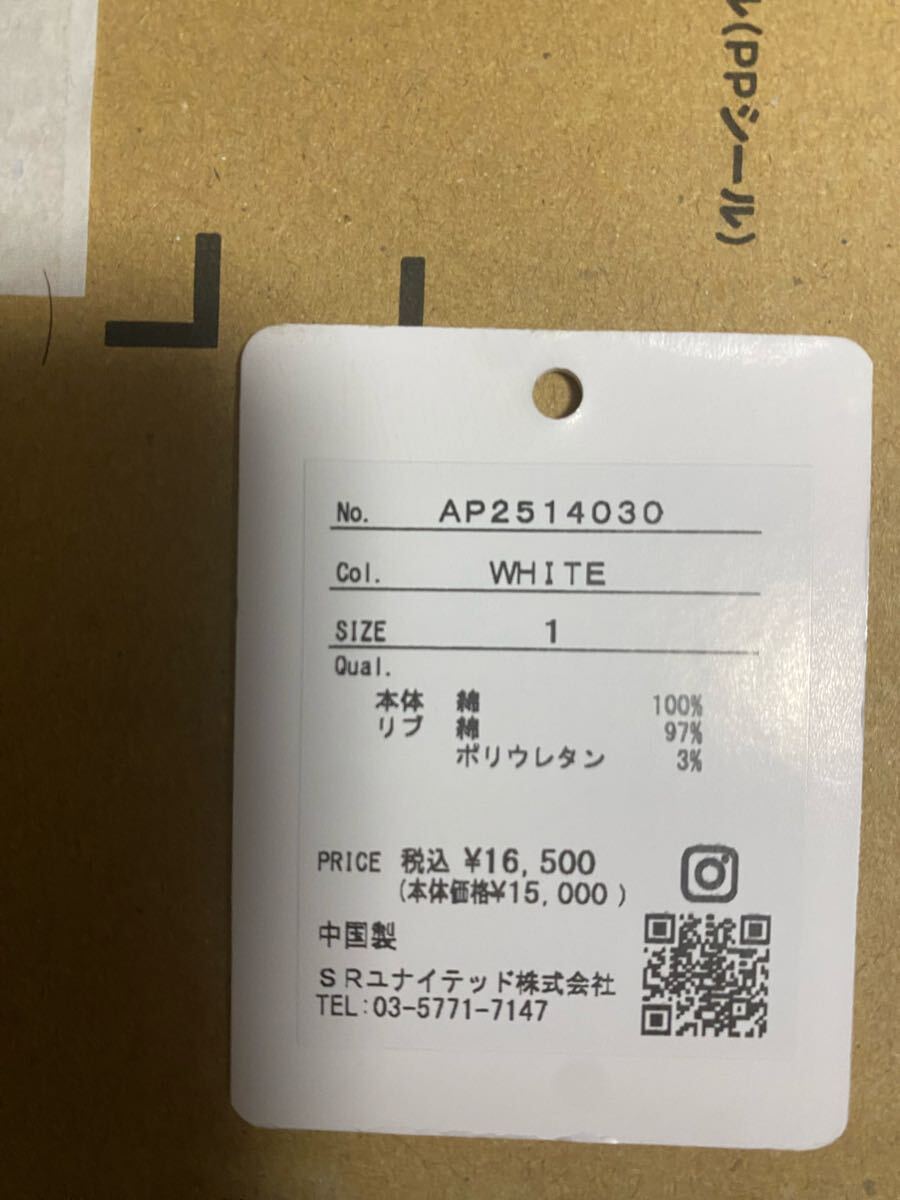 ル(PPシール)
No. AP2514030
Col. WHITE
SIZE 1
Qual.
本体 綿 100%
リブ 綿 97%
ポリウレタン 3%
PRICE 税込 ¥16,500
(本体価格¥15,000 )
中国製
SRユナイテッド株式会社
TEL:03-5771-7147